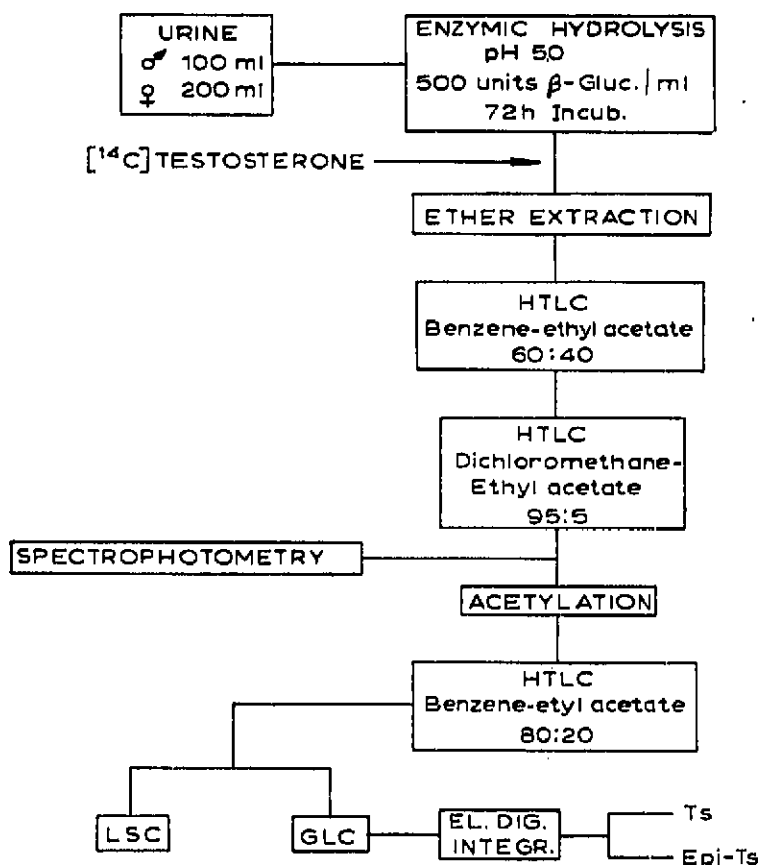 URINE
♂ 100 ml
♀ 200 ml
ENZYMIC HYDROLYSIS
pH 5,0
500 units β-Gluc./ml
72h Incub.
[¹⁴C] TESTOSTERONE
ETHER EXTRACTION
HTLC
Benzene-ethyl acetate
60:40
HTLC
Dichloromethane-
Ethyl acetate
95:5
SPECTROPHOTOMETRY
ACETYLATION
HTLC
Benzene-etyl acetate
80:20
LSC
GLC
EL. DIG.
INTEGR.
Ts
Epi-Ts